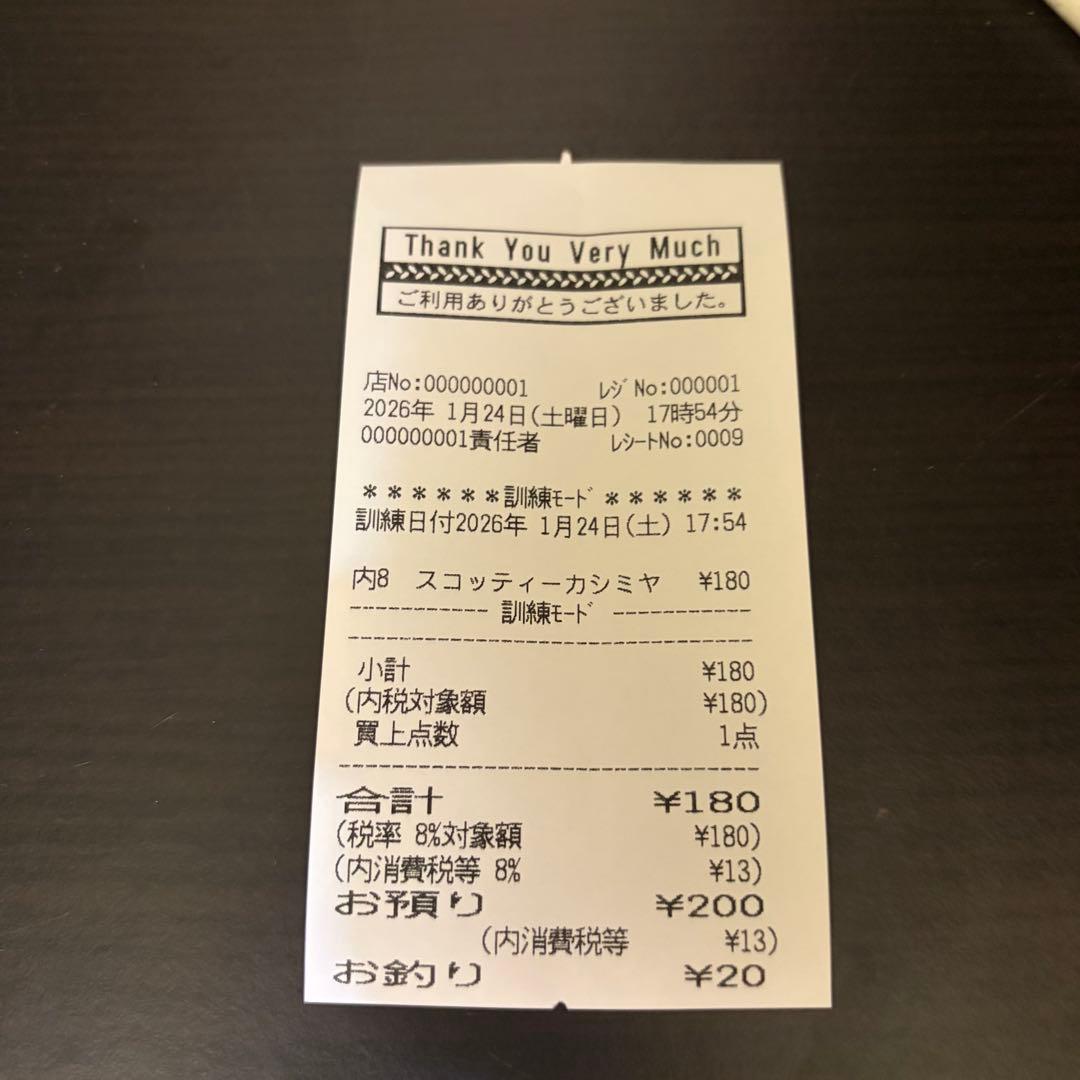 Thank You Very Much
ご利用ありがとうございました。
店No:000000001 ﾚｼﾞNo:000001
2026年 1月24日(土曜日) 17時54分
000000001責任者 ﾚｼｰﾄNo:0009
******訓練ﾓｰﾄﾞ******
訓練日付2026年 1月24日(土) 17:54
内8 スコッティーカシミヤ ¥180
----------- 訓練ﾓｰﾄﾞ -----------
小計 ¥180
(内税対象額 ¥180)
買上点数 1点
合計 ¥180
(税率 8%対象額 ¥180)
(内消費税等 8% ¥13)
お預り ¥200
(内消費税等 ¥13)
お釣り ¥20